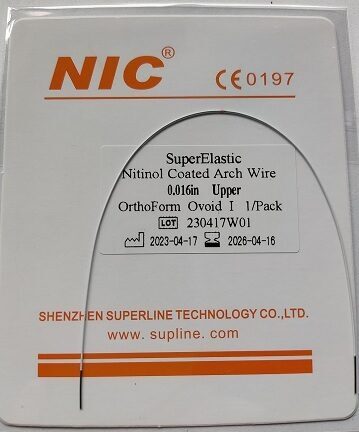 NIC®
CE 0197
SuperElastic
Nitinol Coated Arch Wire
0.016in Upper
OrthoForm Ovoid I 1/Pack
LOT 230417W01
2023-04-17 2026-04-16
SHENZHEN SUPERLINE TECHNOLOGY CO.,LTD.
www. supline. com